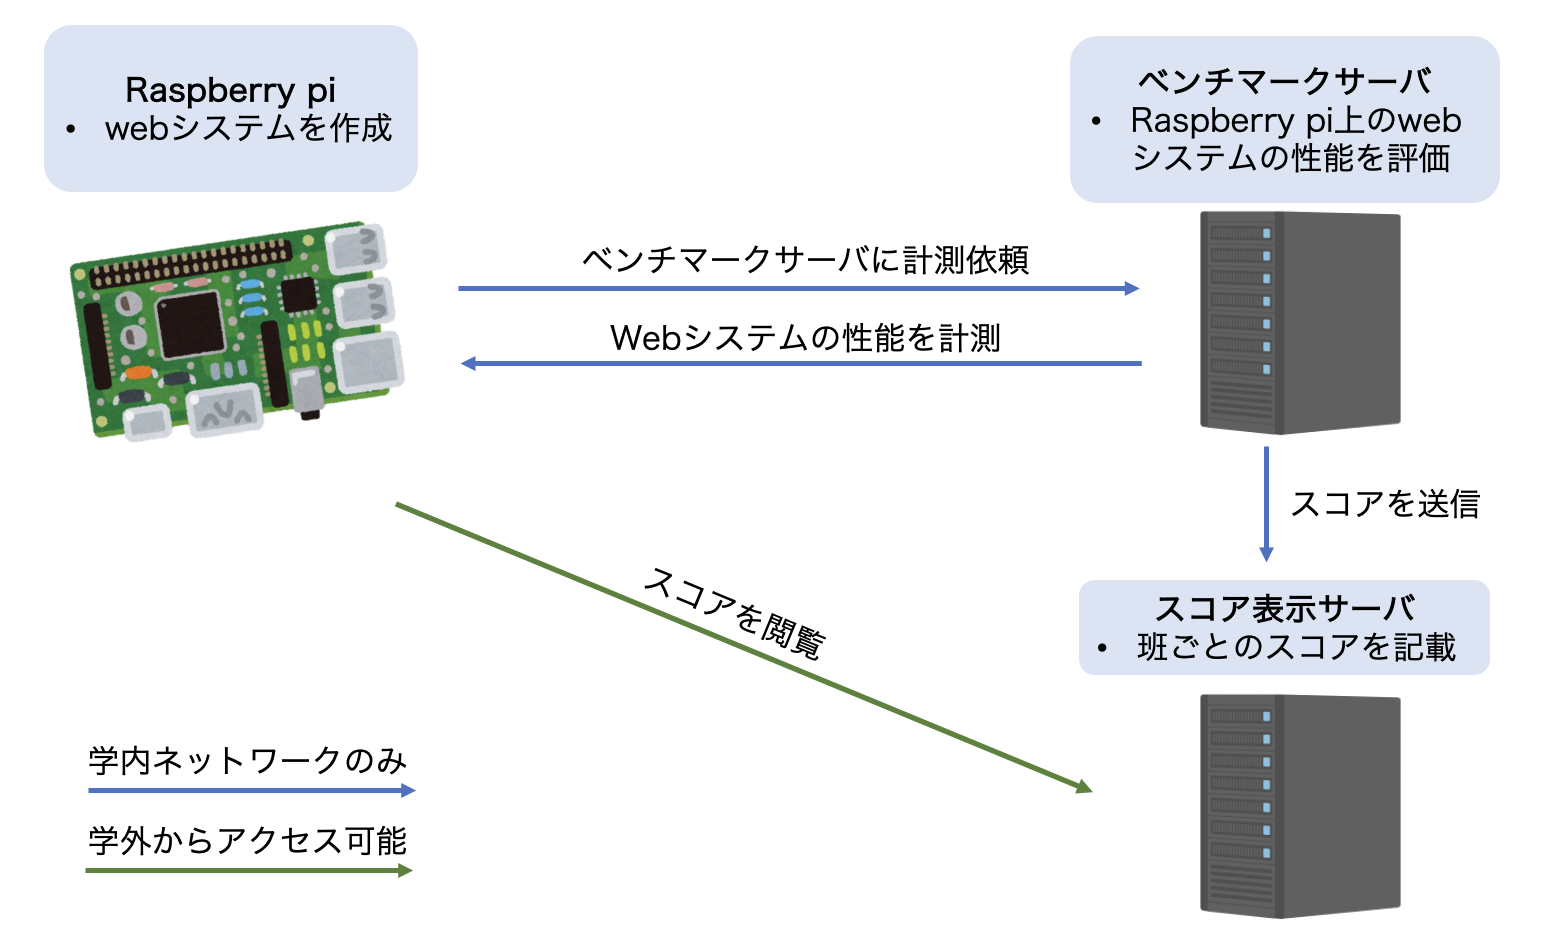 Raspberry pi
• webシステムを作成
ベンチマークサーバ
• Raspberry pi上のweb
システムの性能を評価
ベンチマークサーバに計測依頼
Webシステムの性能を計測
スコアを送信
スコアを閲覧
スコア表示サーバ
• 班ごとのスコアを記載
学内ネットワークのみ
学外からアクセス可能